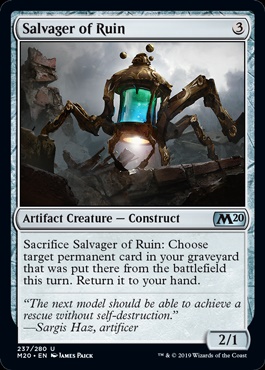 Salvager of Ruin 3
Artifact Creature — Construct M20
Sacrifice Salvager of Ruin: Choose
target permanent card in your graveyard
that was put there from the battlefield
this turn. Return it to your hand.
“The next model should be able to achieve a
rescue without self-destruction.”
—Sargis Haz, artificer
2/1
237/280 U
M20 • EN JAMES PAICK
™ & © 2019 Wizards of the Coast